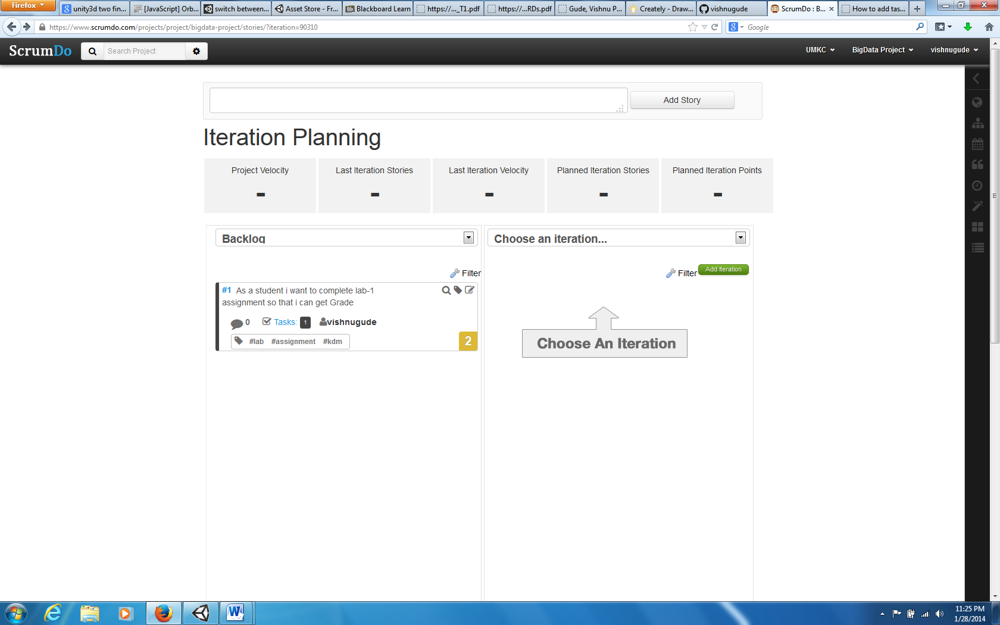 Firefox
unity3d two fin...
[JavaScript] Orb...
switch between...
Asset Store - Fr...
Bb Blackboard Learn
https://..._T1.pdf
https://...RDs.pdf
Gude, Vishnu P...
Creately - Draw...
vishnugude
ScrumDo : B...
How to add tas...
https://www.scrumdo.com/projects/project/bigdata-project/stories/?iteration=90310
Google
ScrumDo
Search Project
UMKC
BigData Project
vishnugude
Add Story
Iteration Planning
Project Velocity
Last Iteration Stories
Last Iteration Velocity
Planned Iteration Stories
Planned Iteration Points
-
-
-
-
-
Backlog
Choose an iteration...
Filter
Filter
Add Iteration
#1 As a student i want to complete lab-1
assignment so that i can get Grade
0
Tasks: 1
vishnugude
#lab #assignment #kdm
2
Choose An Iteration
11:25 PM
1/28/2014